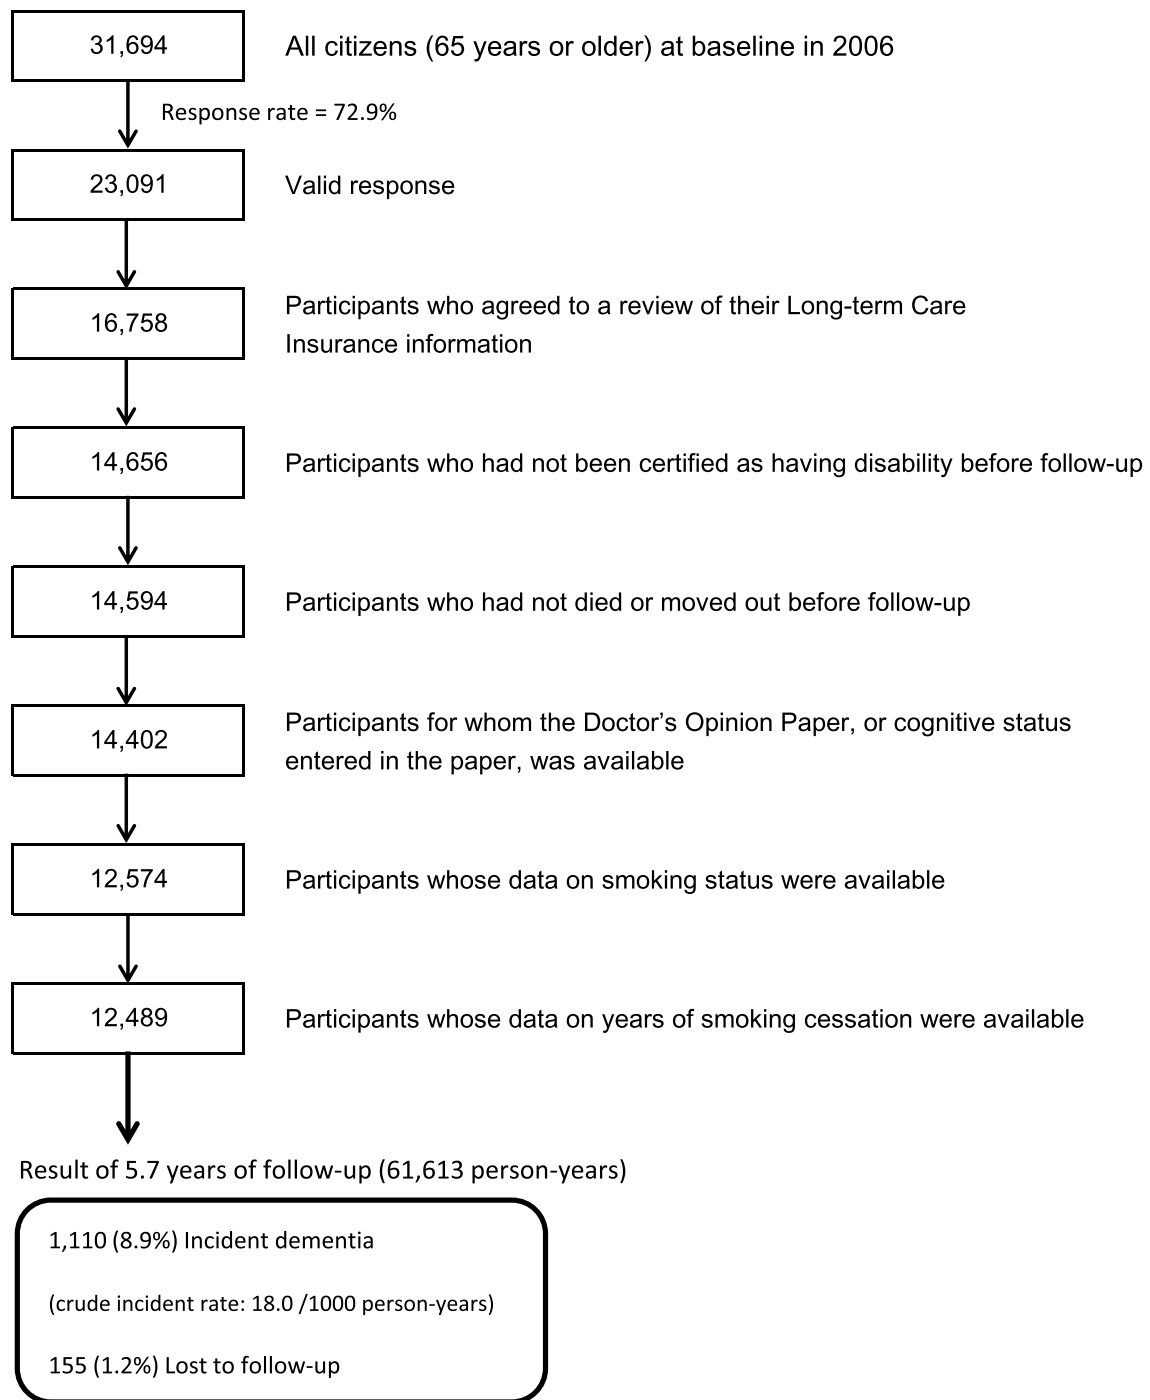 31,694
All citizens (65 years or older) at baseline in 2006
Response rate = 72.9%
23,091
Valid response
16,758
Participants who agreed to a review of their Long-term Care
Insurance information
14,656
Participants who had not been certified as having disability before follow-up
14,594
Participants who had not died or moved out before follow-up
14,402
Participants for whom the Doctor’s Opinion Paper, or cognitive status
entered in the paper, was available
12,574
Participants whose data on smoking status were available
12,489
Participants whose data on years of smoking cessation were available
Result of 5.7 years of follow-up (61,613 person-years)
1,110 (8.9%) Incident dementia
(crude incident rate: 18.0 /1000 person-years)
155 (1.2%) Lost to follow-up